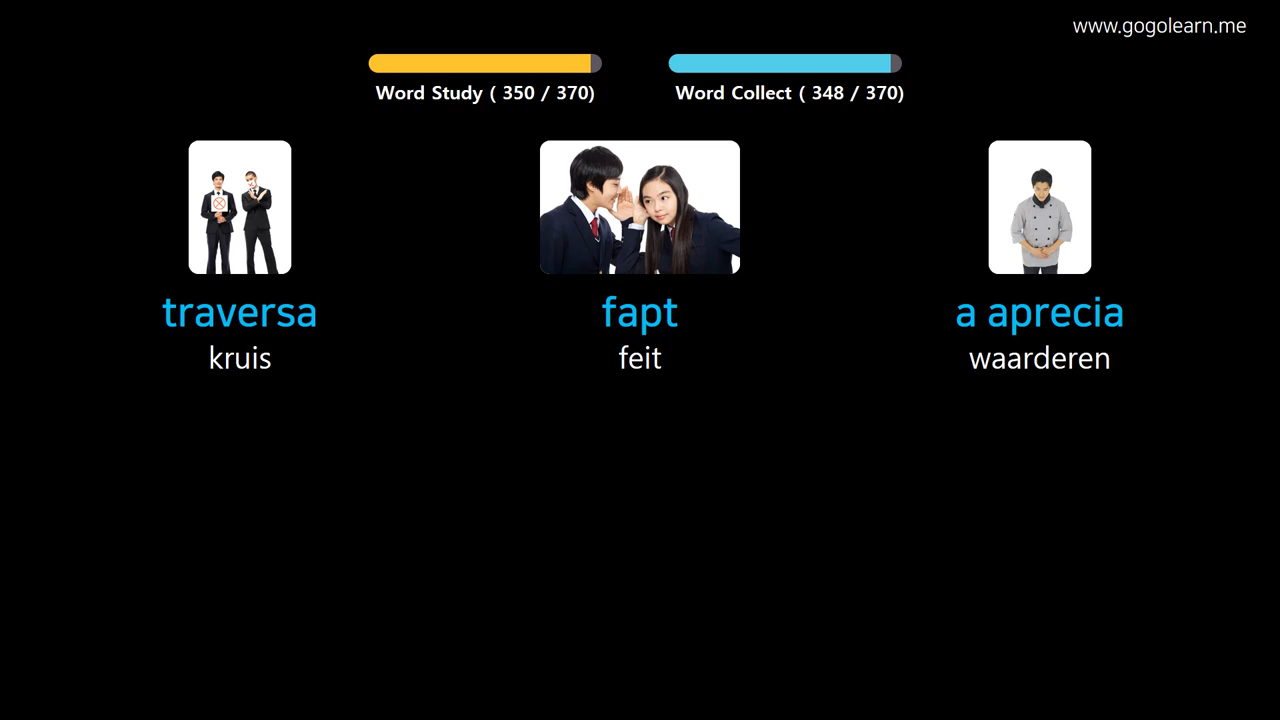 www.gogolearn.me
Word Study ( 350 / 370)
Word Collect ( 348 / 370)
traversa
kruis
fapt
feit
a aprecia
waarderen